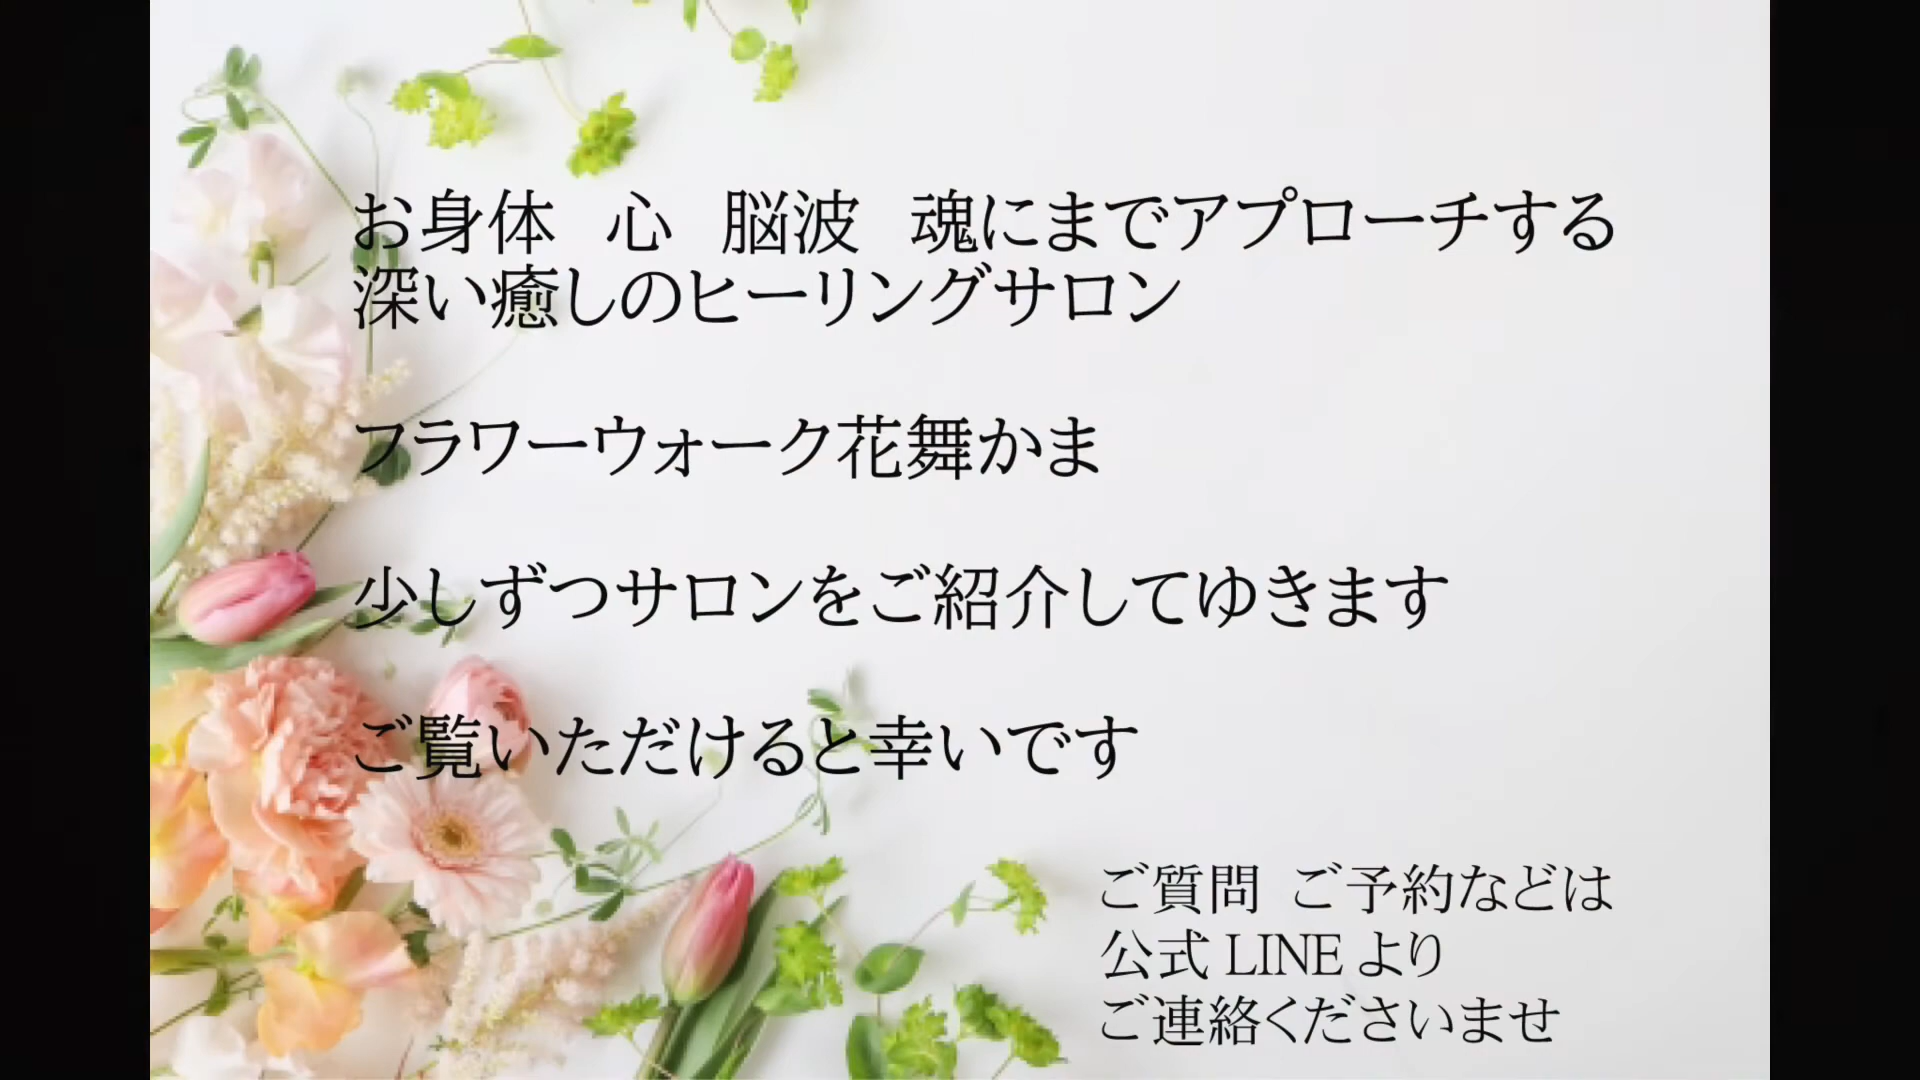 お身体　心　脳波　魂にまでアプローチする
深い癒しのヒーリングサロン
フラワーウォーク花舞かま
少しずつサロンをご紹介してゆきます
ご覧いただけると幸いです
ご質問 ご予約などは
公式 LINE より
ご連絡くださいませ